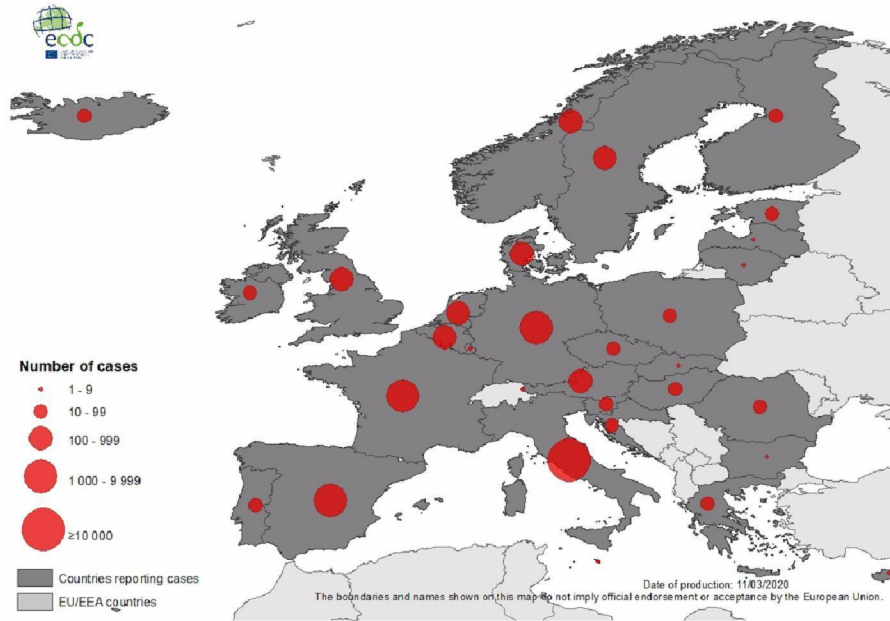 ecdc
Number of cases
1 - 9
10 - 99
100 - 999
1 000 - 9 999
≥10 000
Countries reporting cases
EU/EEA countries
Date of production: 11/03/2020
The boundaries and names shown on this map do not imply official endorsement or acceptance by the European Union.